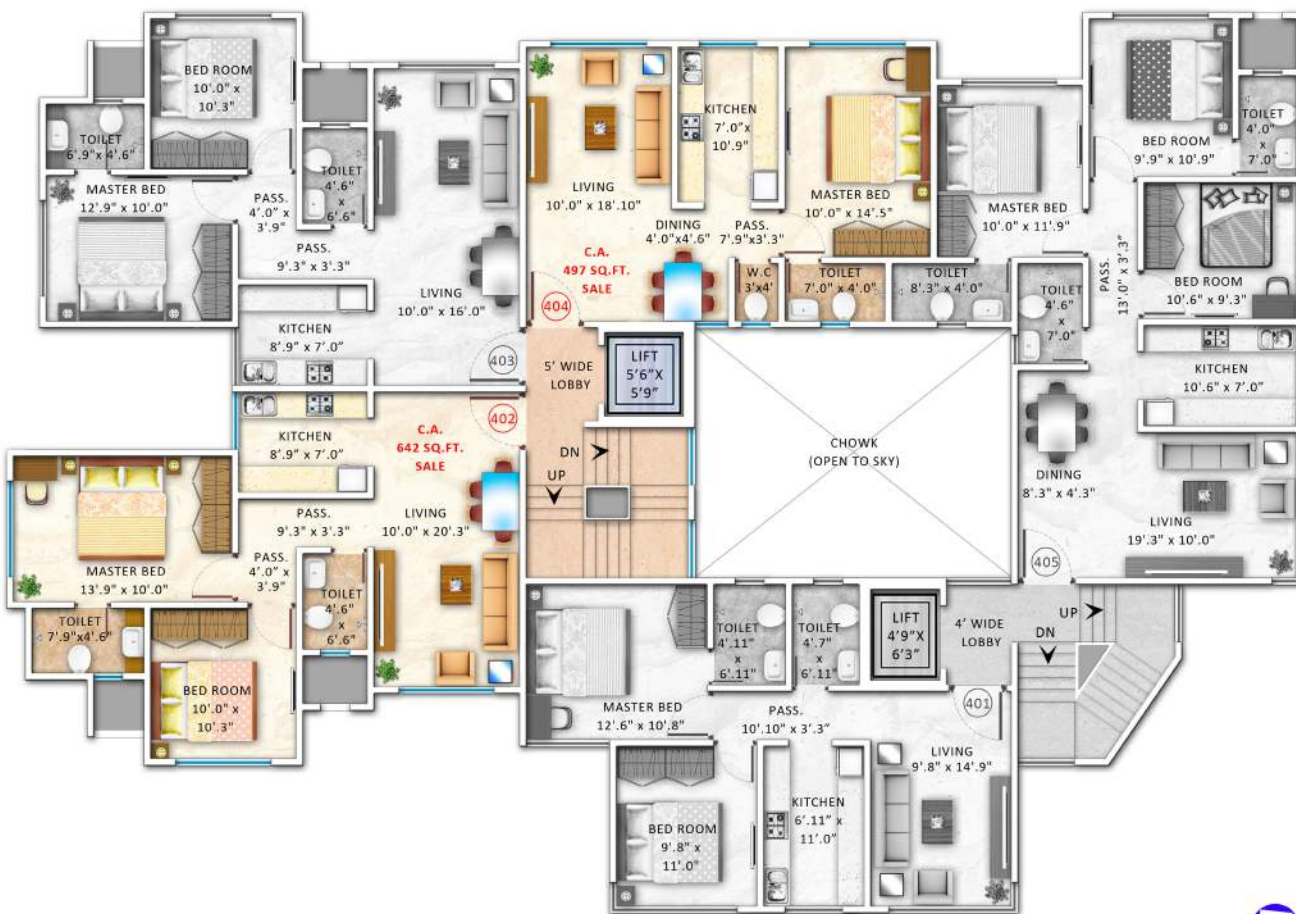 BED ROOM
10'.0" x
10'.3"
TOILET
6'.9"x 4'.6"
MASTER BED
12'.9" x 10'.0"
PASS.
4'.0" x
3'.9"
TOILET
4'.6"
x
6'.6"
PASS.
9'.3" x 3'.3"
LIVING
10'.0" x 16'.0"
KITCHEN
8'.9" x 7'.0"
403
LIVING
10'.0" x 18'.10"
KITCHEN
7'.0"x
10'.9"
MASTER BED
10'.0" x 14'.5"
DINING
4'.0"x4'.6"
PASS.
7'.9"x3'.3"
C.A.
497 SQ.FT.
SALE
404
W.C
3'x4'
TOILET
7'.0" x 4'.0"
TOILET
8'.3" x 4'.0"
MASTER BED
10'.0" x 11'.9"
BED ROOM
9'.9" x 10'.9"
TOILET
4'.0"
x
7'.0"
PASS.
13'.0" x 3'.3"
BED ROOM
10'.6" x 9'.3"
TOILET
4'.6"
x
7'.0"
KITCHEN
10'.6" x 7'.0"
DINING
8'.3" x 4'.3"
LIVING
19'.3" x 10'.0"
405
5' WIDE
LOBBY
LIFT
5'6"X
5'9"
DN
UP
CHOWK
(OPEN TO SKY)
402
C.A.
642 SQ.FT.
SALE
KITCHEN
8'.9" x 7'.0"
PASS.
9'.3" x 3'.3"
LIVING
10'.0" x 20'.3"
MASTER BED
13'.9" x 10'.0"
PASS.
4'.0" x
3'.9"
TOILET
4'.6"
x
6'.6"
TOILET
7'.9"x4'.6"
BED ROOM
10'.0" x
10'.3"
TOILET
4'.11"
x
6'.11"
TOILET
4'.7"
x
6'.11"
LIFT
4'9"X
6'3"
4' WIDE
LOBBY
UP
DN
MASTER BED
12'.6" x 10'.8"
PASS.
10'.10" x 3'.3"
401
LIVING
9'.8" x 14'.9"
KITCHEN
6'.11" x
11'.0"
BED ROOM
9'.8" x
11'.0"